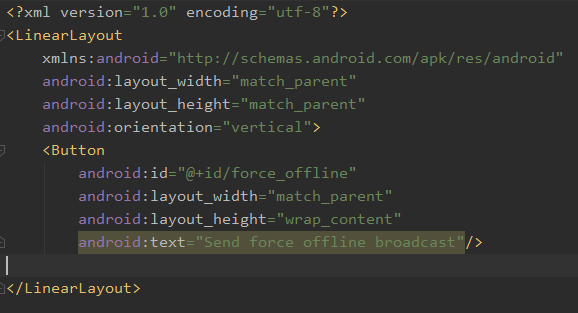 <?xml version="1.0" encoding="utf-8"?>
<LinearLayout
xmlns:android="http://schemas.android.com/apk/res/android"
android:layout_width="match_parent"
android:layout_height="match_parent"
android:orientation="vertical">
<Button
android:id="@+id/force_offline"
android:layout_width="match_parent"
android:layout_height="wrap_content"
android:text="Send force offline broadcast"/>
</LinearLayout>